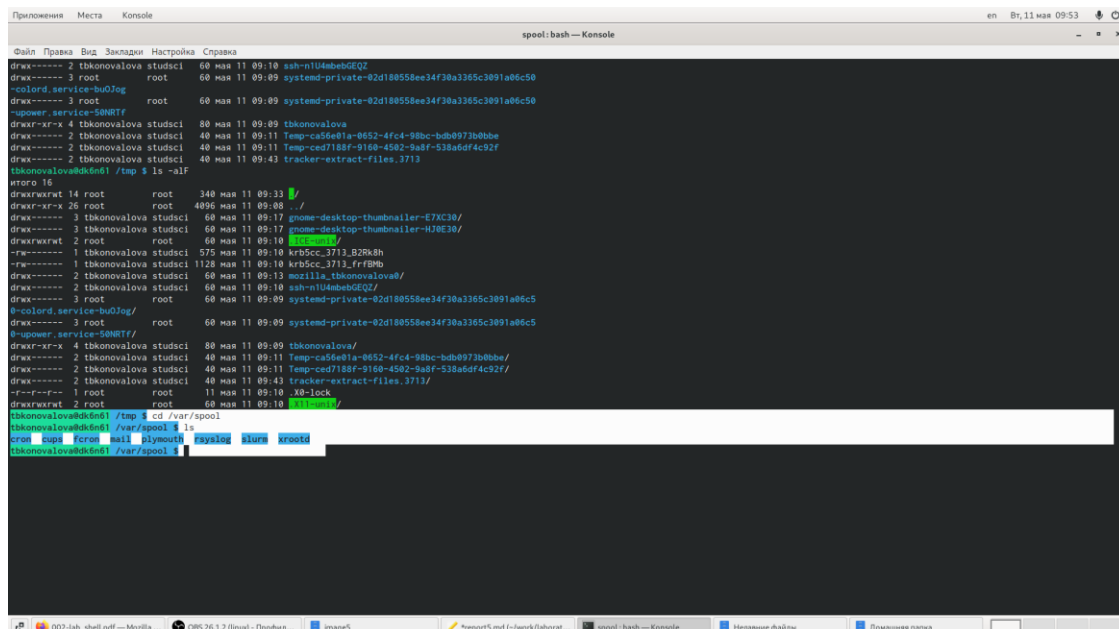 Приложения Места Konsole en Вт, 11 мая 09:53
spool : bash — Konsole
Файл Правка Вид Закладки Настройка Справка
drwx------ 2 tbkonovalova studsci 60 мая 11 09:10 ssh-n1U4mbebGEQZ
drwx------ 3 root root 60 мая 11 09:09 systemd-private-02d180558ee34f30a3365c3091a06c50
-colord.service-buOJog
drwx------ 3 root root 60 мая 11 09:09 systemd-private-02d180558ee34f30a3365c3091a06c50
-upower.service-50NRTf
drwxr-xr-x 4 tbkonovalova studsci 80 мая 11 09:09 tbkonovalova
drwx------ 2 tbkonovalova studsci 40 мая 11 09:11 Temp-ca56e01a-0652-4fc4-98bc-bdb0973b0bbe
drwx------ 2 tbkonovalova studsci 40 мая 11 09:11 Temp-ced7188f-9160-4502-9a8f-538a6df4c92f
drwx------ 2 tbkonovalova studsci 40 мая 11 09:43 tracker-extract-files.3713
tbkonovalova@dk6n61 /tmp $ ls -alF
итого 16
drwxrwxrwt 14 root root 340 мая 11 09:33 ./
drwxr-xr-x 26 root root 4096 мая 11 09:08 ../
drwx------ 3 tbkonovalova studsci 60 мая 11 09:17 gnome-desktop-thumbnailer-E7XC30/
drwx------ 3 tbkonovalova studsci 60 мая 11 09:17 gnome-desktop-thumbnailer-HJ0E30/
drwxrwxrwt 2 root root 60 мая 11 09:10 .ICE-unix/
-rw------- 1 tbkonovalova studsci 575 мая 11 09:10 krb5cc_3713_B2Rk8h
-rw------- 1 tbkonovalova studsci 1128 мая 11 09:10 krb5cc_3713_frfBMb
drwx------ 2 tbkonovalova studsci 60 мая 11 09:13 mozilla_tbkonovalova0/
drwx------ 2 tbkonovalova studsci 60 мая 11 09:10 ssh-n1U4mbebGEQZ/
drwx------ 3 root root 60 мая 11 09:09 systemd-private-02d180558ee34f30a3365c3091a06c5
0-colord.service-buOJog/
drwx------ 3 root root 60 мая 11 09:09 systemd-private-02d180558ee34f30a3365c3091a06c5
0-upower.service-50NRTf/
drwxr-xr-x 4 tbkonovalova studsci 80 мая 11 09:09 tbkonovalova/
drwx------ 2 tbkonovalova studsci 40 мая 11 09:11 Temp-ca56e01a-0652-4fc4-98bc-bdb0973b0bbe/
drwx------ 2 tbkonovalova studsci 40 мая 11 09:11 Temp-ced7188f-9160-4502-9a8f-538a6df4c92f/
drwx------ 2 tbkonovalova studsci 40 мая 11 09:43 tracker-extract-files.3713/
-r--r--r-- 1 root root 11 мая 11 09:10 .X0-lock
drwxrwxrwt 2 root root 60 мая 11 09:10 .X11-unix/
tbkonovalova@dk6n61 /tmp $ cd /var/spool
tbkonovalova@dk6n61 /var/spool $ ls
cron cups fcron mail plymouth rsyslog slurm xrootd
tbkonovalova@dk6n61 /var/spool $
002-lab_shell.pdf — Mozilla... OBS 26.1.2 (linux) - Профил... image5 *report5.md (~/work/laborat... spool : bash — Konsole Недавние файлы Домашняя папка